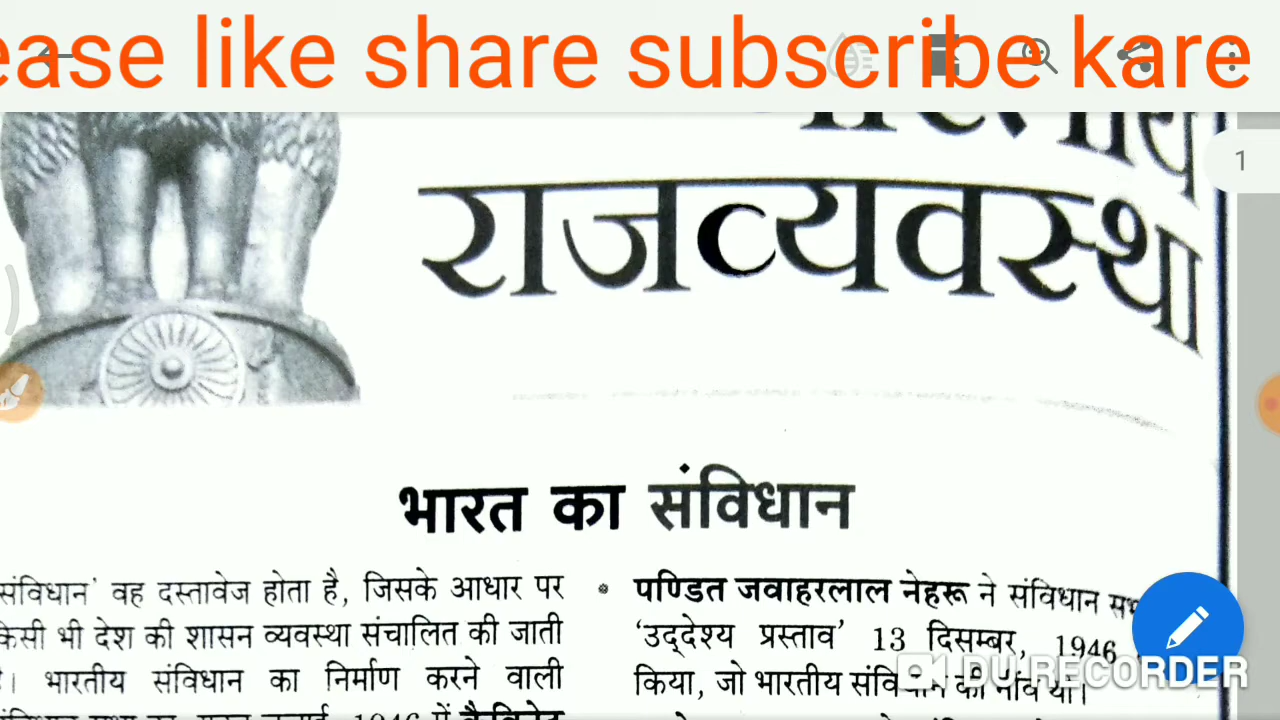 ease like share subscribe kare
1
राजव्यवस्था
भारत का संविधान
संविधान' वह दस्तावेज होता है, जिसके आधार पर
किसी भी देश की शासन व्यवस्था संचालित की जाती
है। भारतीय संविधान का निर्माण करने वाली
1946 में कैबिनेट
• पण्डित जवाहरलाल नेहरू ने संविधान
'उद्देश्य प्रस्ताव' 13 दिसम्बर, 1946
किया, जो भारतीय संविधान की नींव था।
DU RECORDER